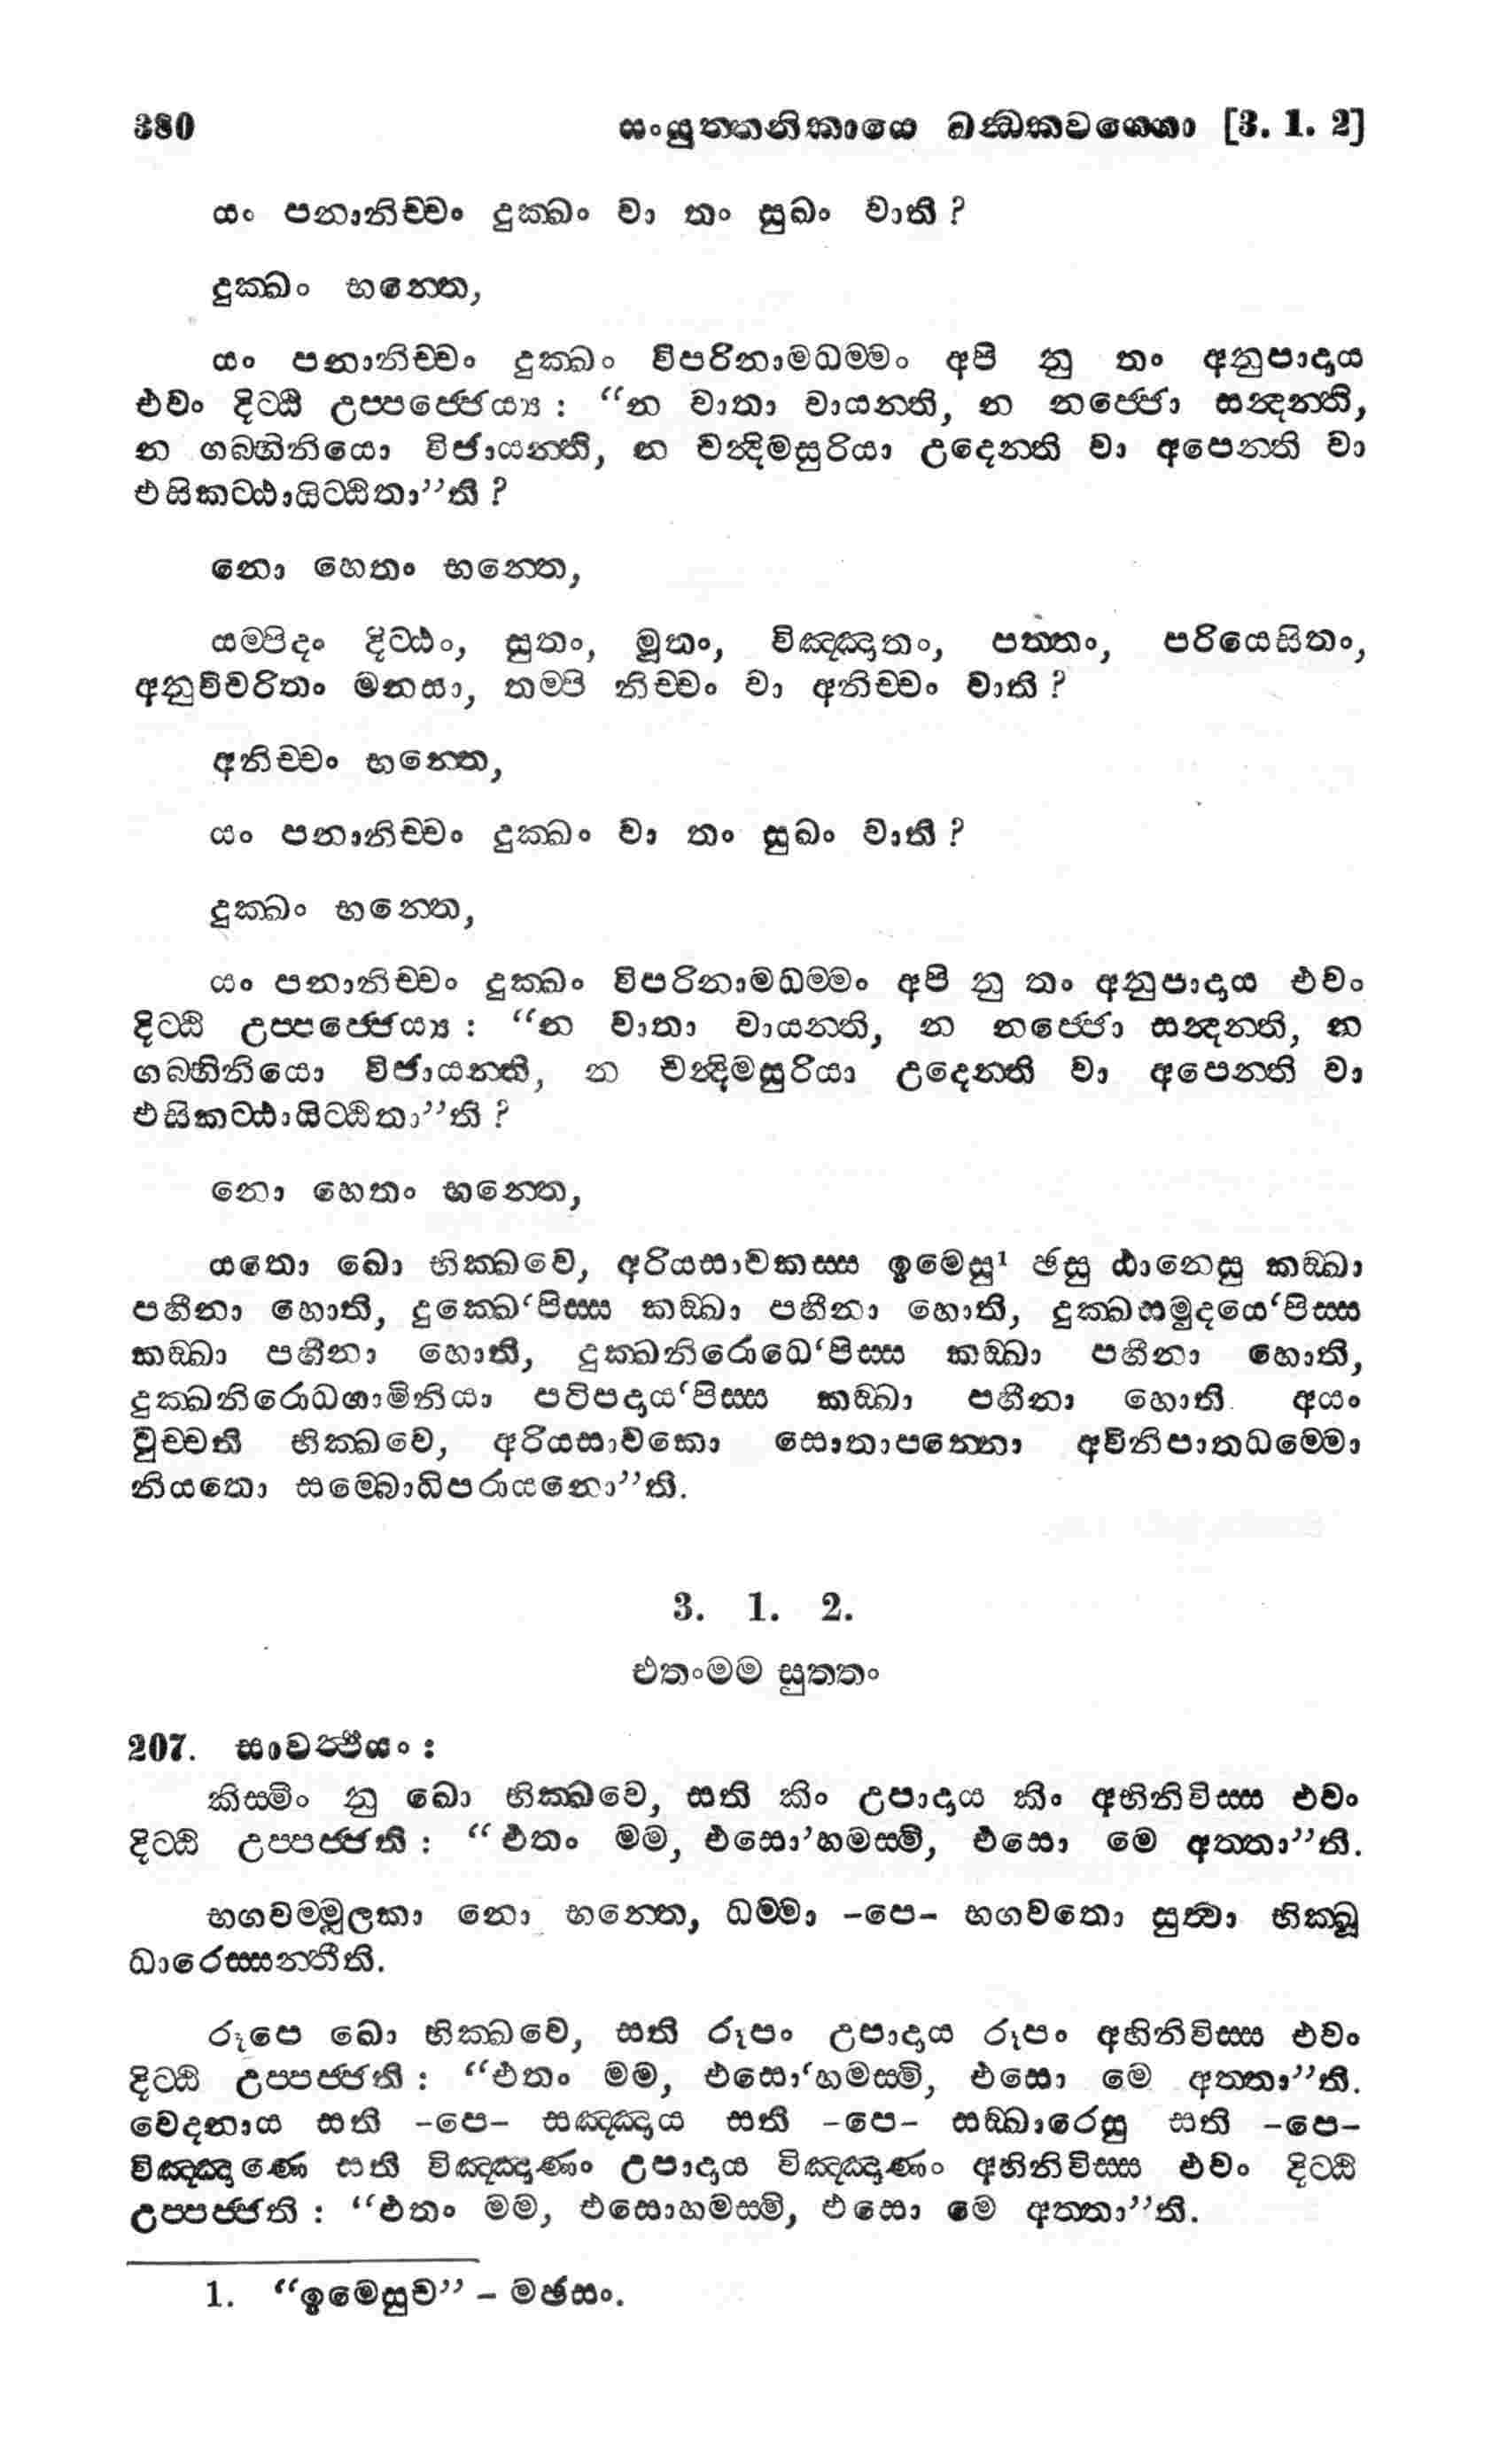 380 සංයුත්තනිකායෙ ඛන්ධකවග්ගො [3. 1. 2]
යං පනානිච්චං දුක්ඛං වා තං සුඛං වාති ?
දුක්ඛං භන්තෙ,
යං පනානිච්චං දුක්ඛං විපරිනාමධම්මං අපි නු තං අනුපාදාය
එවං දිට්ඨි උප්පජ්ජෙය්‍ය : “න වාතා වායන්ති, න නජ්ජො සන්දන්ති,
න ගබ්භිනියො විජායන්ති, න චන්දිමසුරියා උදෙන්ති වා අපෙන්ති වා
එසිකට්ඨායිට්ඨිතා”ති ?
නො හෙතං භන්තෙ,
යම්පිදං දිට්ඨං, සුතං, මුතං, විඤ්ඤාතං, පත්තං, පරියෙසිතං,
අනුවිචරිතං මනසා, තම්පි නිච්චං වා අනිච්චං වාති ?
අනිච්චං භන්තෙ,
යං පනානිච්චං දුක්ඛං වා තං සුඛං වාති ?
දුක්ඛං භන්තෙ,
යං පනානිච්චං දුක්ඛං විපරිනාමධම්මං අපි නු තං අනුපාදාය එවං
දිට්ඨි උප්පජ්ජෙය්‍ය : “න වාතා වායන්ති, න නජ්ජො සන්දන්ති, න
ගබ්භිනියො විජායන්ති, න චන්දිමසුරියා උදෙන්ති වා අපෙන්ති වා
එසිකට්ඨායිට්ඨිතා”ති ?
නො හෙතං භන්තෙ,
යතො ඛො භික්ඛවෙ, අරියසාවකස්ස ඉමෙසු¹ ඡසු ඨානෙසු කඞ්ඛා
පහීනා හොති, දුක්ඛෙ‘පිස්ස කඞ්ඛා පහීනා හොති, දුක්ඛසමුදයෙ‘පිස්ස
කඞ්ඛා පහීනා හොති, දුක්ඛනිරොධෙ‘පිස්ස කඞ්ඛා පහීනා හොති,
දුක්ඛනිරොධගාමිනියා පටිපදාය‘පිස්ස කඞ්ඛා පහීනා හොති. අයං
වුච්චති භික්ඛවෙ, අරියසාවකො සොතාපන්නො අවිනිපාතධම්මො
නියතො සම්බොධිපරායනො”ති.
3. 1. 2.
එතංමම සුත්තං
207. සාවත්ථියං :
කිස්මිං නු ඛො භික්ඛවෙ, සති කිං උපාදාය කිං අභිනිවිස්ස එවං
දිට්ඨි උප්පජ්ජති : “එතං මම, එසො’හමස්මි, එසො මෙ අත්තා”ති.
භගවම්මූලකා නො භන්තෙ, ධම්මා –පෙ– භගවතො සුත්වා භික්ඛූ
ධාරෙස්සන්තීති.
රූපෙ ඛො භික්ඛවෙ, සති රූපං උපාදාය රූපං අභිනිවිස්ස එවං
දිට්ඨි උප්පජ්ජති : “එතං මම, එසො‘හමස්මි, එසො මෙ අත්තා”ති.
වෙදනාය සති –පෙ– සඤ්ඤාය සති –පෙ– සඞ්ඛාරෙසු සති –පෙ–
විඤ්ඤාණෙ සති විඤ්ඤාණං උපාදාය විඤ්ඤාණං අභිනිවිස්ස එවං දිට්ඨි
උප්පජ්ජති : “එතං මම, එසොහමස්මි, එසො මෙ අත්තා”ති.
1. “ඉමෙසුච” – මඡසං.